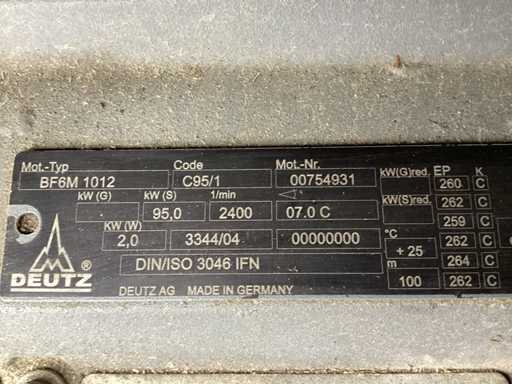 Mot.-Typ Code Mot.-Nr. kW(G)red. EP K
BF6M 1012 C95/1 00754931 260 C
kW (G) kW (S) 1/min kW(S)red. 262 C
95,0 2400 07.0 C 259 C
kW (W) °C 262 C
2,0 3344/04 00000000 + 25
DIN/ISO 3046 IFN m 264 C
DEUTZ ® 100 262 C
DEUTZ AG MADE IN GERMANY